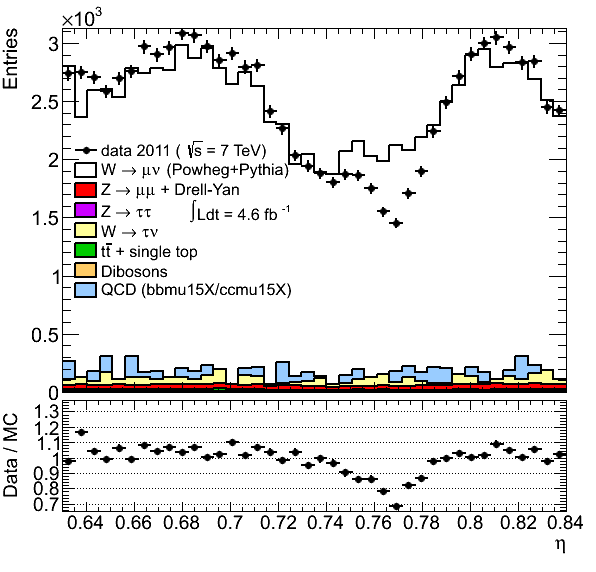 ×10³
Entries
3
2.5
2
1.5
1
0.5
0
data 2011 ( √s = 7 TeV)
W → μν (Powheg+Pythia)
Z → μμ + Drell-Yan
Z → ττ
∫Ldt = 4.6 fb⁻¹
W → τν
tt̄ + single top
Dibosons
QCD (bbmu15X/ccmu15X)
Data / MC
1.3
1.2
1.1
1
0.9
0.8
0.7
0.64 0.66 0.68 0.7 0.72 0.74 0.76 0.78 0.8 0.82 0.84
η